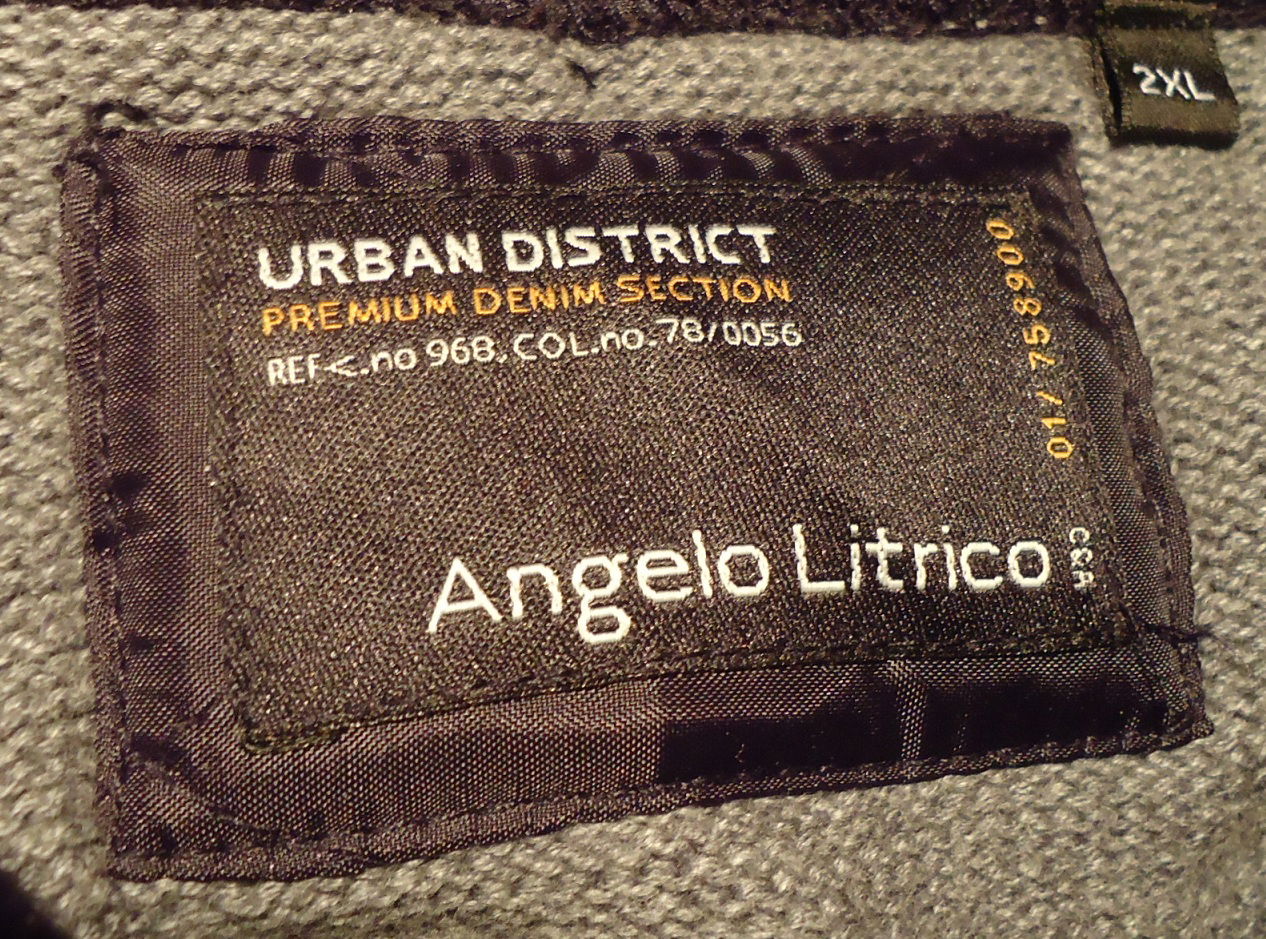 2XL
URBAN DISTRICT
PREMIUM DENIM SECTION
REF<.no 968. COL.no.78/0056
01/ 758900
Angelo Litrico
C&A